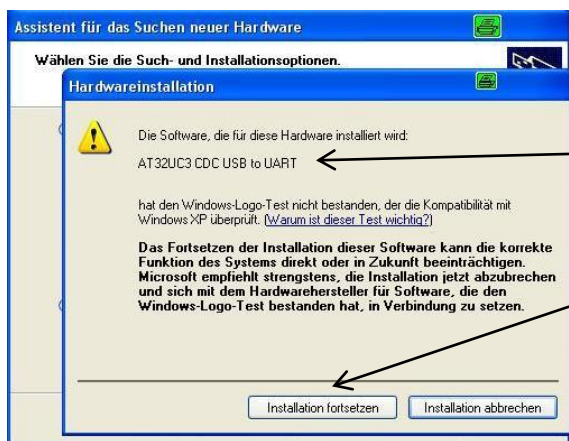 Assistent für das Suchen neuer Hardware
Wählen Sie die Such- und Installationsoptionen.
Hardwareinstallation
Die Software, die für diese Hardware installiert wird:
AT32UC3 CDC USB to UART
hat den Windows-Logo-Test nicht bestanden, der die Kompatibilität mit
Windows XP überprüft. (Warum ist dieser Test wichtig?)
Das Fortsetzen der Installation dieser Software kann die korrekte
Funktion des Systems direkt oder in Zukunft beeinträchtigen.
Microsoft empfiehlt strengstens, die Installation jetzt abzubrechen
und sich mit dem Hardwarehersteller für Software, die den
Windows-Logo-Test bestanden hat, in Verbindung zu setzen.
Installation fortsetzen Installation abbrechen